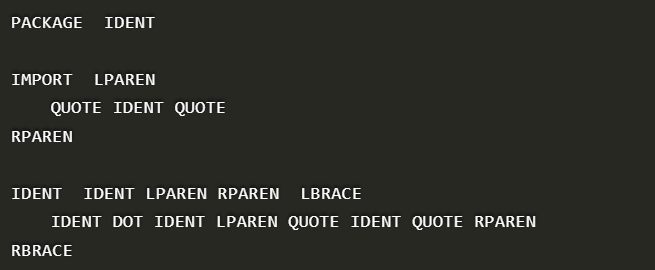 PACKAGE IDENT
IMPORT LPAREN
QUOTE IDENT QUOTE
RPAREN
IDENT IDENT LPAREN RPAREN LBRACE
IDENT DOT IDENT LPAREN QUOTE IDENT QUOTE RPAREN
RBRACE